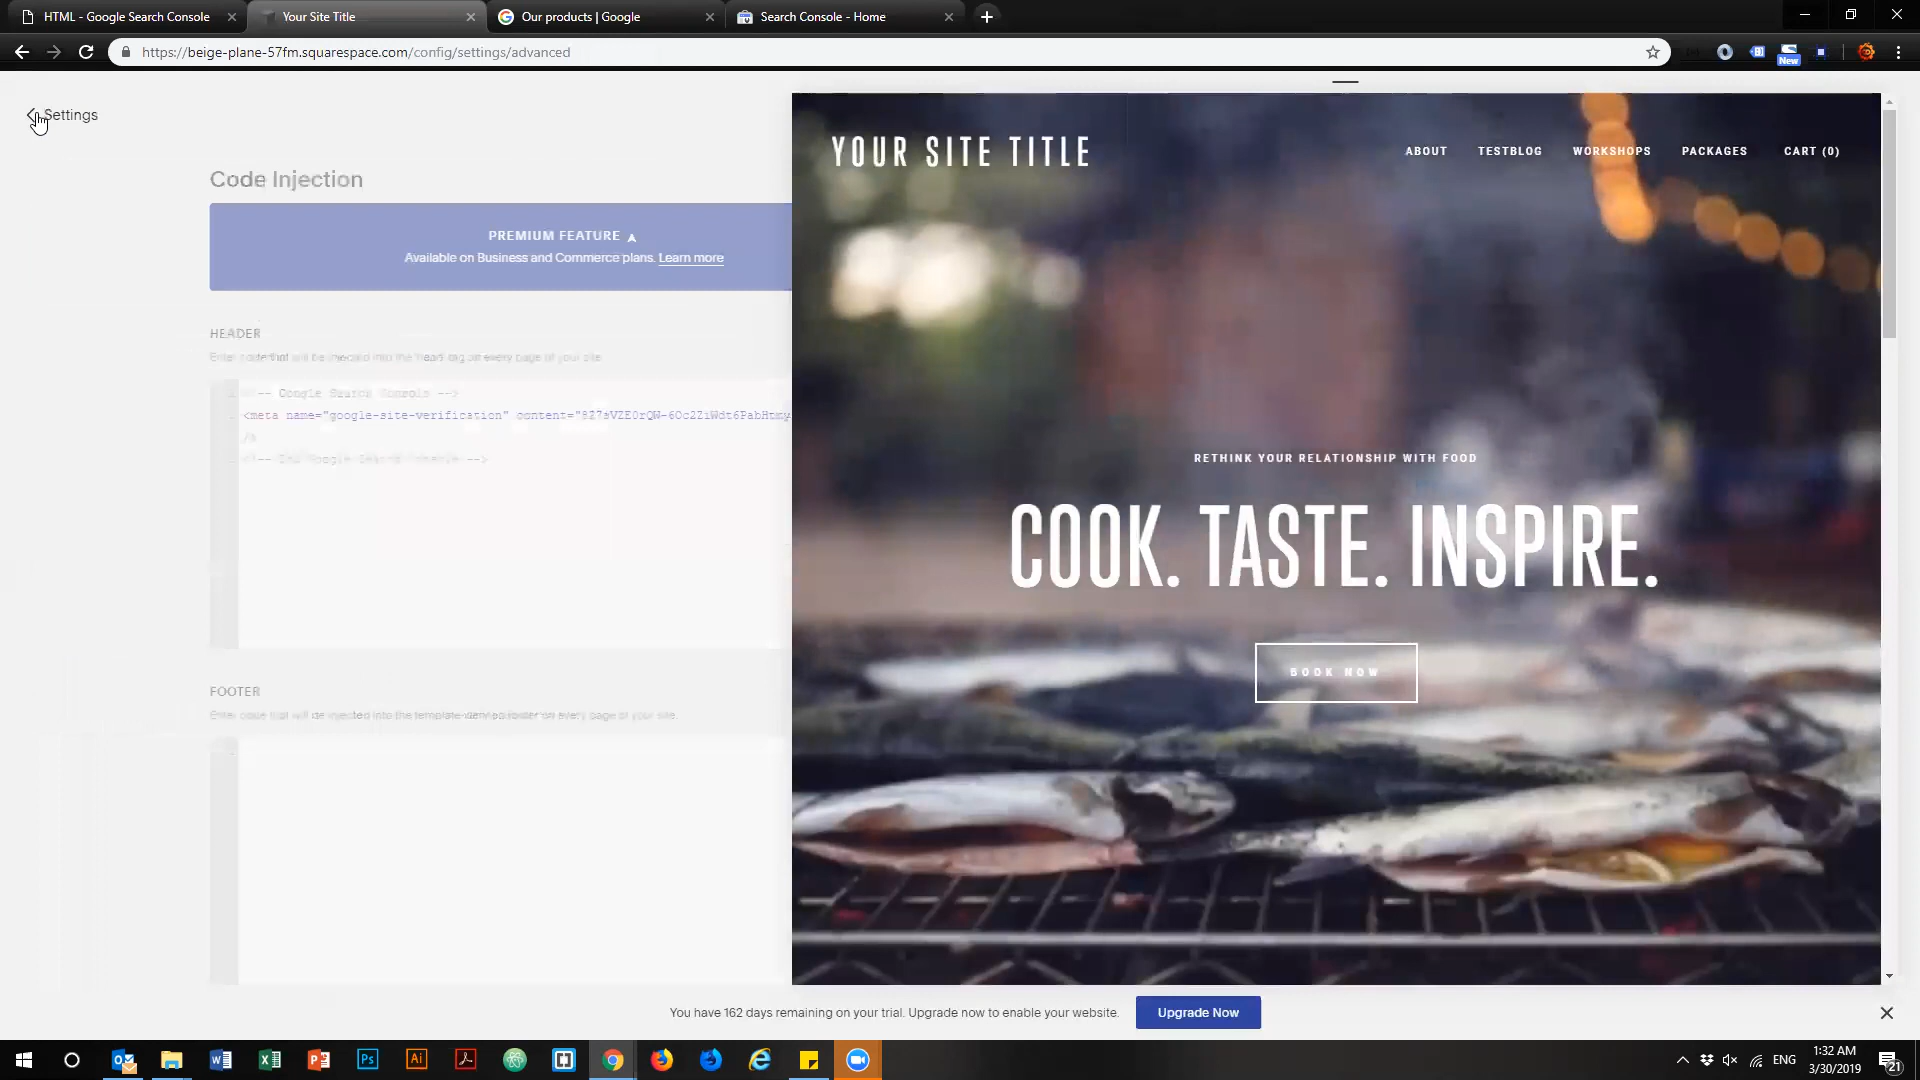 HTML - Google Search Console
Your Site Title
Our products | Google
Search Console - Home
https://beige-plane-57fm.squarespace.com/config/settings/advanced
New
Settings
Code Injection
PREMIUM FEATURE
Available on Business and Commerce plans. Learn more
HEADER
Enter code that will be injected into the head tag on every page of your site
<!-- Google Search Console -->
<meta name="google-site-verification"
/>
<!-- End Google Search Console -->
FOOTER
Enter code that will be injected into the template-defined footer on every page of your site.
YOUR SITE TITLE
ABOUT TESTBLOG WORKSHOPS PACKAGES CART (0)
RETHINK YOUR RELATIONSHIP WITH FOOD
COOK. TASTE. INSPIRE.
BOOK NOW
You have 162 days remaining on your trial. Upgrade now to enable your website.
Upgrade Now
ENG
1:32 AM
3/30/2019
21